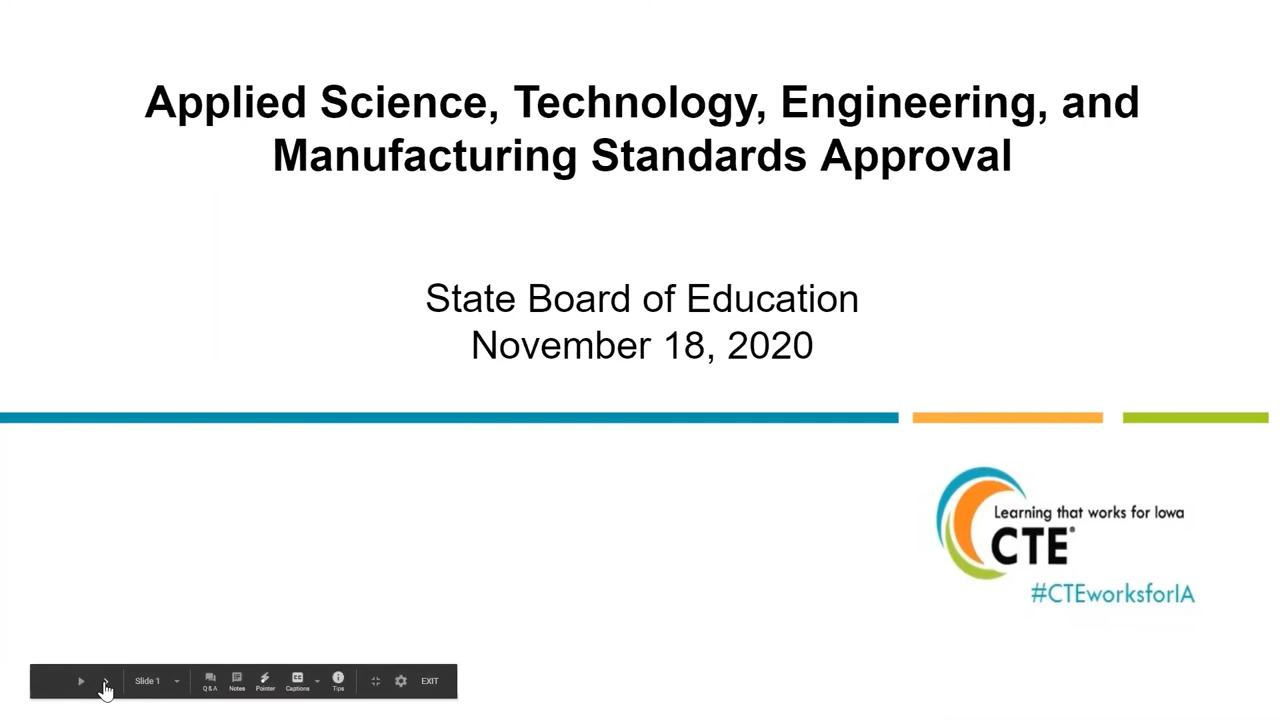 Applied Science, Technology, Engineering, and
Manufacturing Standards Approval
State Board of Education
November 18, 2020
Learning that works for Iowa
CTE®
#CTEworksforIA
Slide 1
Q & A
Notes
Pointer
Captions
Tips
EXIT